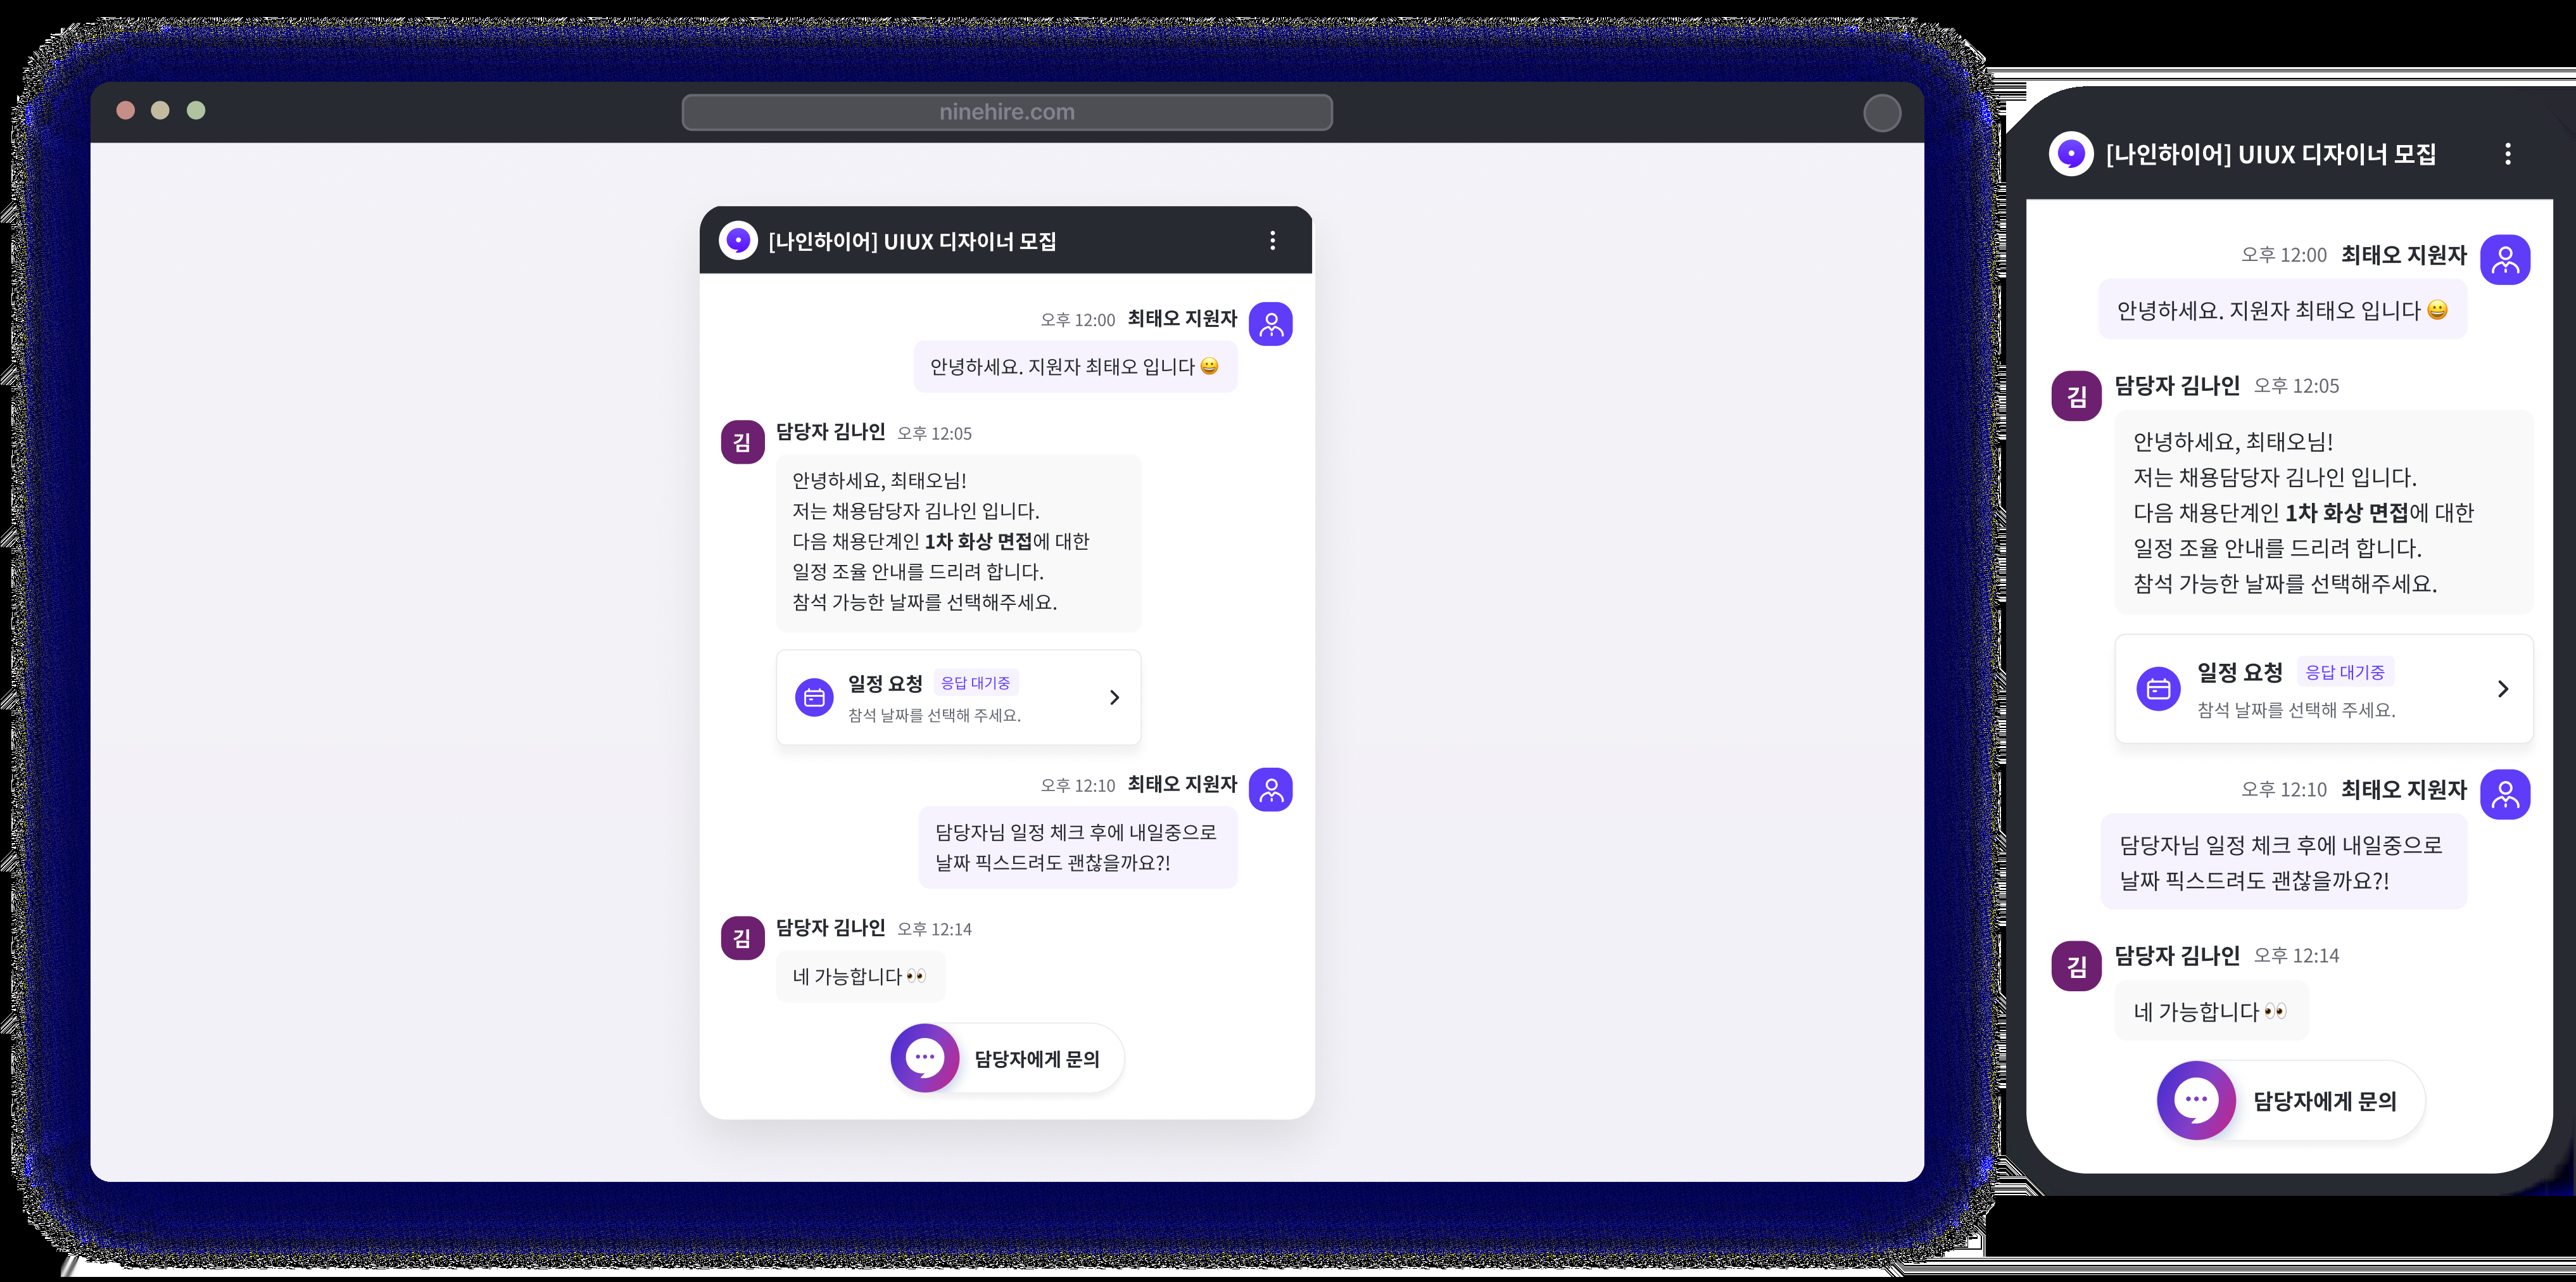 ninehire.com
[나인하이어] UIUX 디자이너 모집
오후 12:00 최태오 지원자
안녕하세요. 지원자 최태오 입니다 😀
김
담당자 김나인 오후 12:05
안녕하세요, 최태오님!
저는 채용담당자 김나인 입니다.
다음 채용단계인 1차 화상 면접에 대한
일정 조율 안내를 드리려 합니다.
참석 가능한 날짜를 선택해주세요.
일정 요청 응답 대기중
참석 날짜를 선택해 주세요.
오후 12:10 최태오 지원자
담당자님 일정 체크 후에 내일중으로
날짜 픽스드려도 괜찮을까요?!
김
담당자 김나인 오후 12:14
네 가능합니다 👀
담당자에게 문의
[나인하이어] UIUX 디자이너 모집
오후 12:00 최태오 지원자
안녕하세요. 지원자 최태오 입니다 😀
김
담당자 김나인 오후 12:05
안녕하세요, 최태오님!
저는 채용담당자 김나인 입니다.
다음 채용단계인 1차 화상 면접에 대한
일정 조율 안내를 드리려 합니다.
참석 가능한 날짜를 선택해주세요.
일정 요청 응답 대기중
참석 날짜를 선택해 주세요.
오후 12:10 최태오 지원자
담당자님 일정 체크 후에 내일중으로
날짜 픽스드려도 괜찮을까요?!
김
담당자 김나인 오후 12:14
네 가능합니다 👀
담당자에게 문의